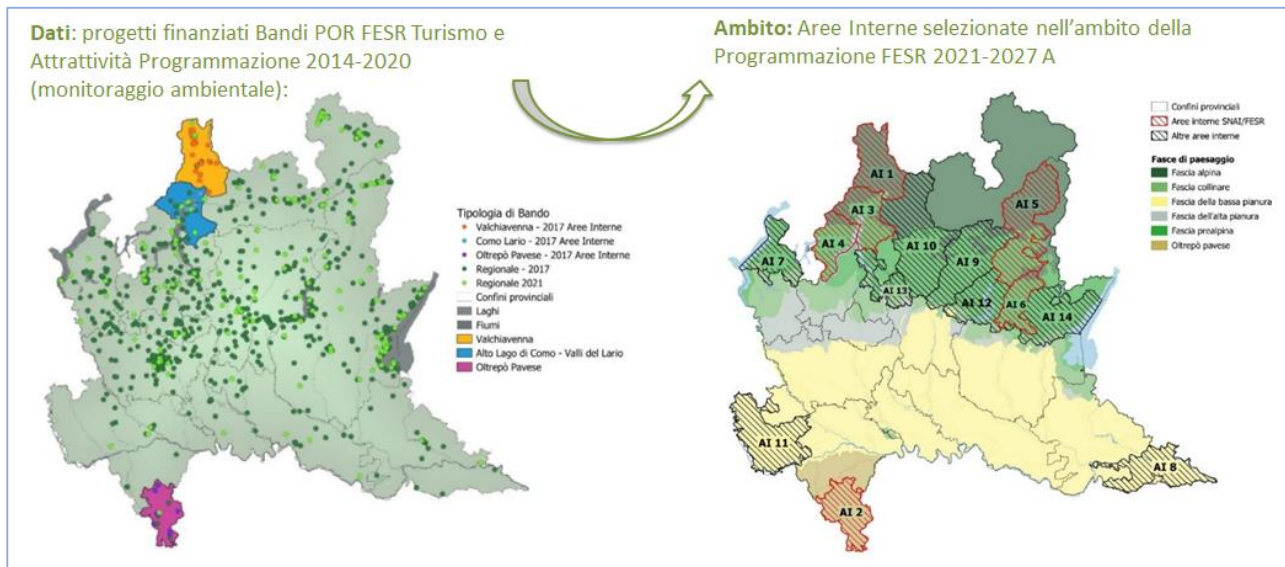 Dati: progetti finanziati Bandi POR FESR Turismo e
Attrattività Programmazione 2014-2020
(monitoraggio ambientale):
Tipologia di Bando
Valchiavenna - 2017 Aree Interne
Como Lario - 2017 Aree Interne
Oltrepò Pavese - 2017 Aree Interne
Regionale - 2017
Regionale 2021
Confini provinciali
Laghi
Fiumi
Valchiavenna
Alto Lago di Como - Valli del Lario
Oltrepò Pavese
Ambito: Aree Interne selezionate nell'ambito della
Programmazione FESR 2021-2027 A
Confini provinciali
Aree interne SNAI/FESR
Altre aree interne
Fasce di paesaggio
Fascia alpina
Fascia collinare
Fascia della bassa pianura
Fascia dell'alta pianura
Fascia prealpina
Oltrepò pavese
AI 1
AI 5
AI 3
AI 4
AI 10
AI 7
AI 9
AI 13
AI 12
AI 6
AI 14
AI 11
AI 8
AI 2